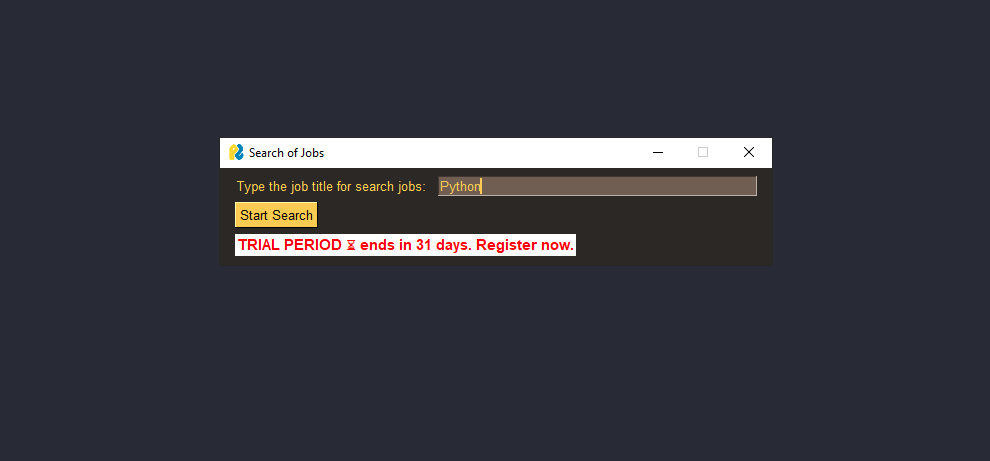 Search of Jobs
Type the job title for search jobs: Python
Start Search
TRIAL PERIOD ⏳ ends in 31 days. Register now.